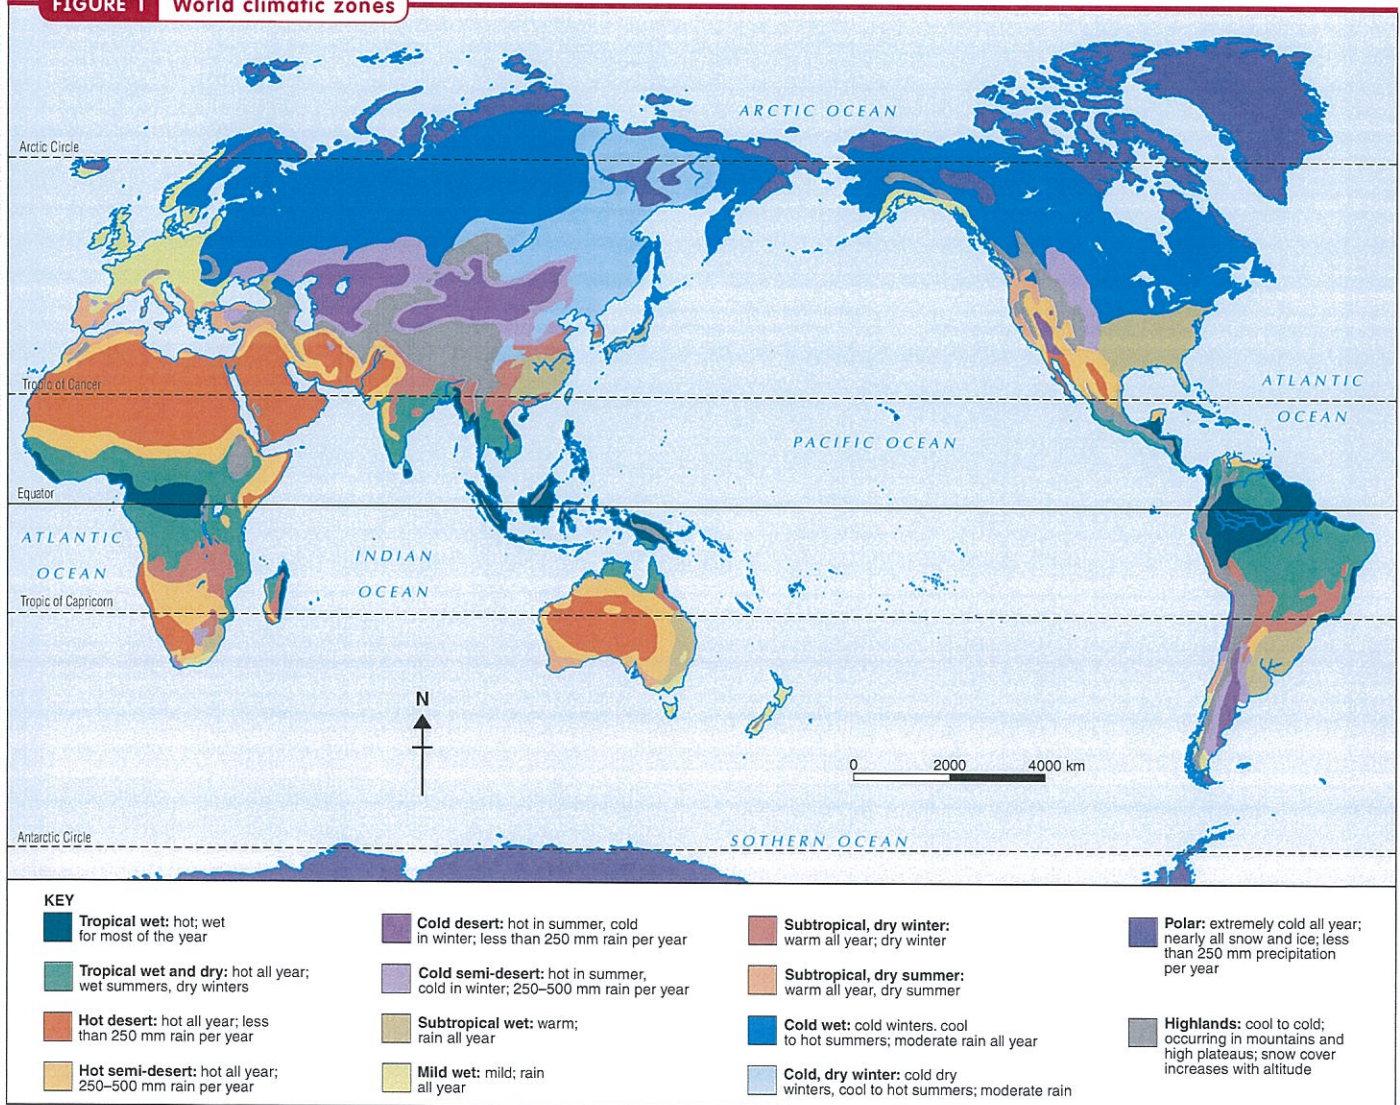 FIGURE 1 World climatic zones
ARCTIC OCEAN
Arctic Circle
Tropic of Cancer
ATLANTIC
OCEAN
PACIFIC OCEAN
Equator
ATLANTIC
OCEAN
INDIAN
OCEAN
Tropic of Capricorn
N
0 2000 4000 km
Antarctic Circle
SOTHERN OCEAN
KEY
Tropical wet: hot; wet
for most of the year
Tropical wet and dry: hot all year;
wet summers, dry winters
Hot desert: hot all year; less
than 250 mm rain per year
Hot semi-desert: hot all year;
250–500 mm rain per year
Cold desert: hot in summer, cold
in winter; less than 250 mm rain per year
Cold semi-desert: hot in summer,
cold in winter; 250–500 mm rain per year
Subtropical wet: warm;
rain all year
Mild wet: mild; rain
all year
Subtropical, dry winter:
warm all year; dry winter
Subtropical, dry summer:
warm all year, dry summer
Cold wet: cold winters. cool
to hot summers; moderate rain all year
Cold, dry winter: cold dry
winters, cool to hot summers; moderate rain
Polar: extremely cold all year;
nearly all snow and ice; less
than 250 mm precipitation
per year
Highlands: cool to cold;
occurring in mountains and
high plateaus; snow cover
increases with altitude